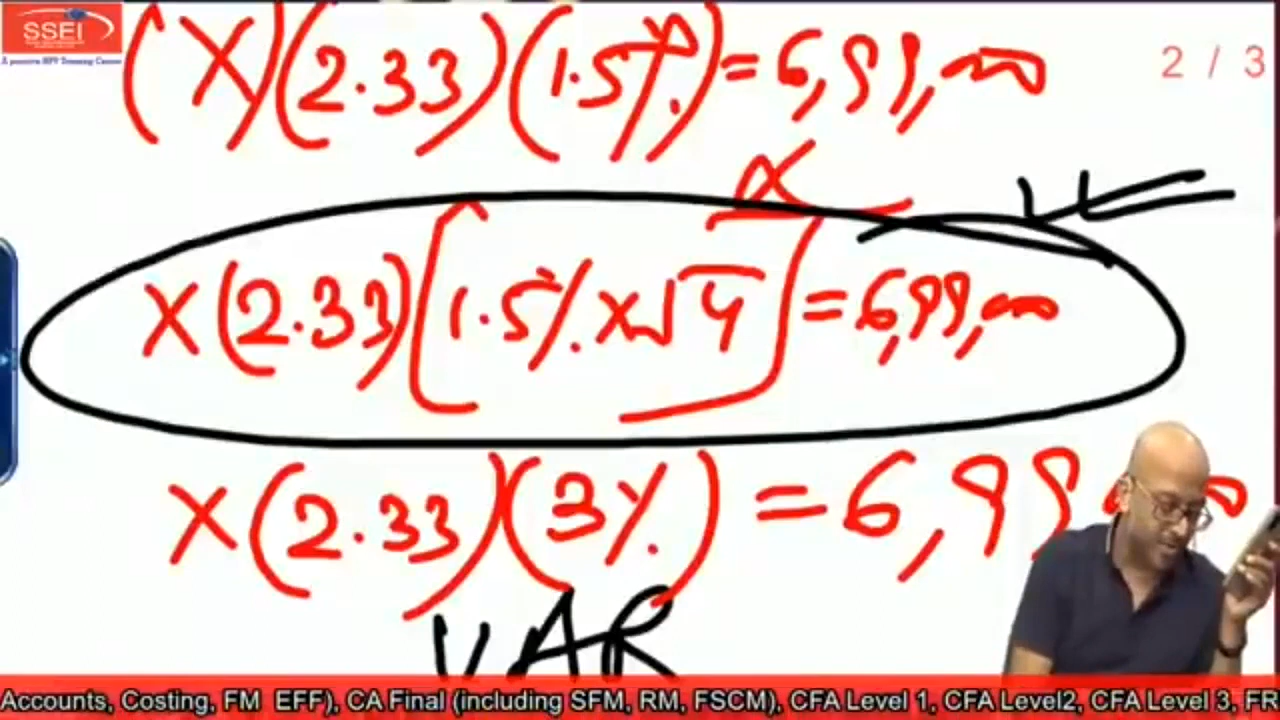 SSEI
(X)(2.33)(1.5%)=6,99,000
2 / 3
α
X(2.33)[1.5%×√4]=6,99,000
X(2.33)(3%)=6,99
VAR
Accounts, Costing, FM EFF), CA Final (including SFM, RM, FSCM), CFA Level 1, CFA Level2, CFA Level 3, FR